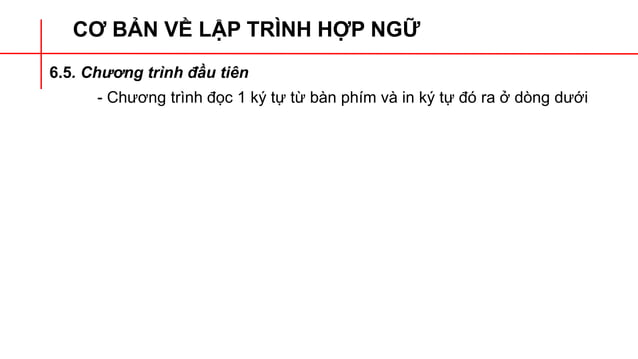 CƠ BẢN VỀ LẬP TRÌNH HỢP NGỮ
6.5. Chương trình đầu tiên
- Chương trình đọc 1 ký tự từ bàn phím và in ký tự đó ra ở dòng dưới